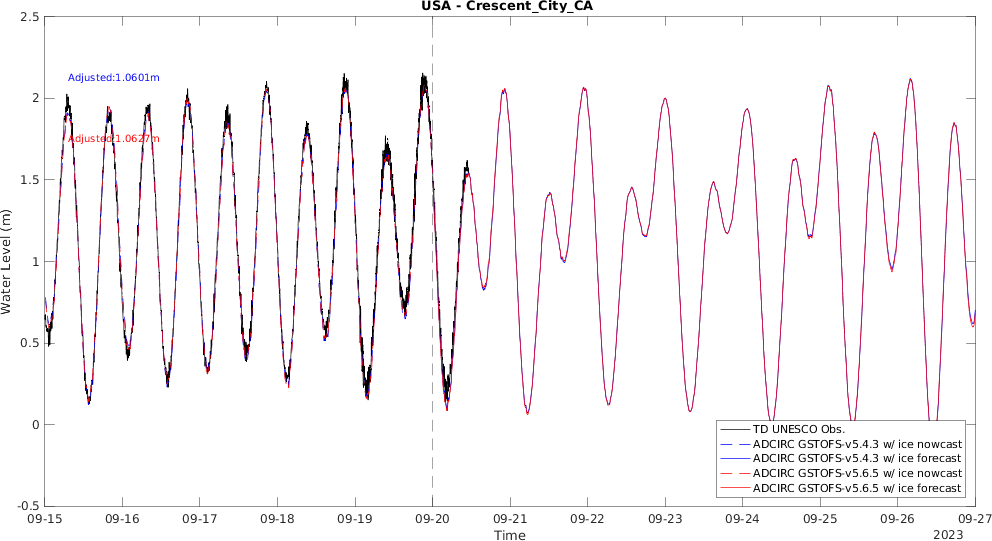 USA - Crescent_City_CA
2.5
2
1.5
1
0.5
0
-0.5
Water Level (m)
Adjusted:1.0601m
Adjusted:1.0627m
TD UNESCO Obs.
ADCIRC GSTOFS-v5.4.3 w/ ice nowcast
ADCIRC GSTOFS-v5.4.3 w/ ice forecast
ADCIRC GSTOFS-v5.6.5 w/ ice nowcast
ADCIRC GSTOFS-v5.6.5 w/ ice forecast
09-15 09-16 09-17 09-18 09-19 09-20 09-21 09-22 09-23 09-24 09-25 09-26 09-27
Time
2023